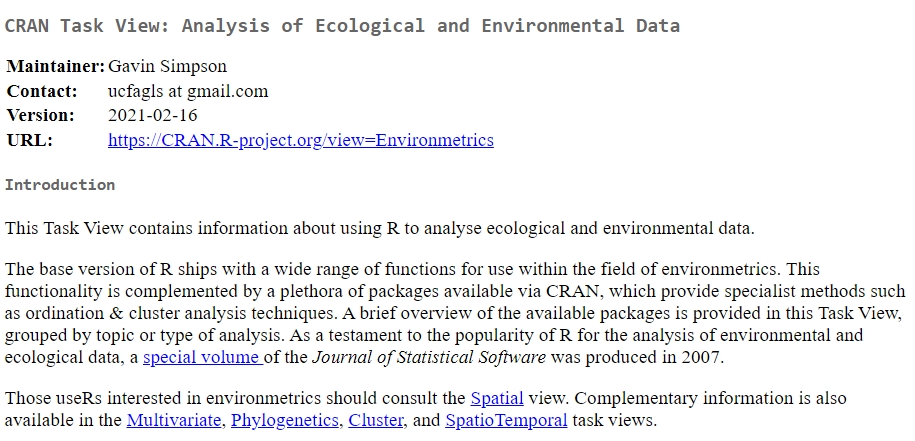 CRAN Task View: Analysis of Ecological and Environmental Data
Maintainer: Gavin Simpson
Contact: ucfagls at gmail.com
Version: 2021-02-16
URL: https://CRAN.R-project.org/view=Environmetrics
Introduction
This Task View contains information about using R to analyse ecological and environmental data.
The base version of R ships with a wide range of functions for use within the field of environmetrics. This
functionality is complemented by a plethora of packages available via CRAN, which provide specialist methods such
as ordination & cluster analysis techniques. A brief overview of the available packages is provided in this Task View,
grouped by topic or type of analysis. As a testament to the popularity of R for the analysis of environmental and
ecological data, a special volume of the Journal of Statistical Software was produced in 2007.
Those useRs interested in environmetrics should consult the Spatial view. Complementary information is also
available in the Multivariate, Phylogenetics, Cluster, and SpatioTemporal task views.